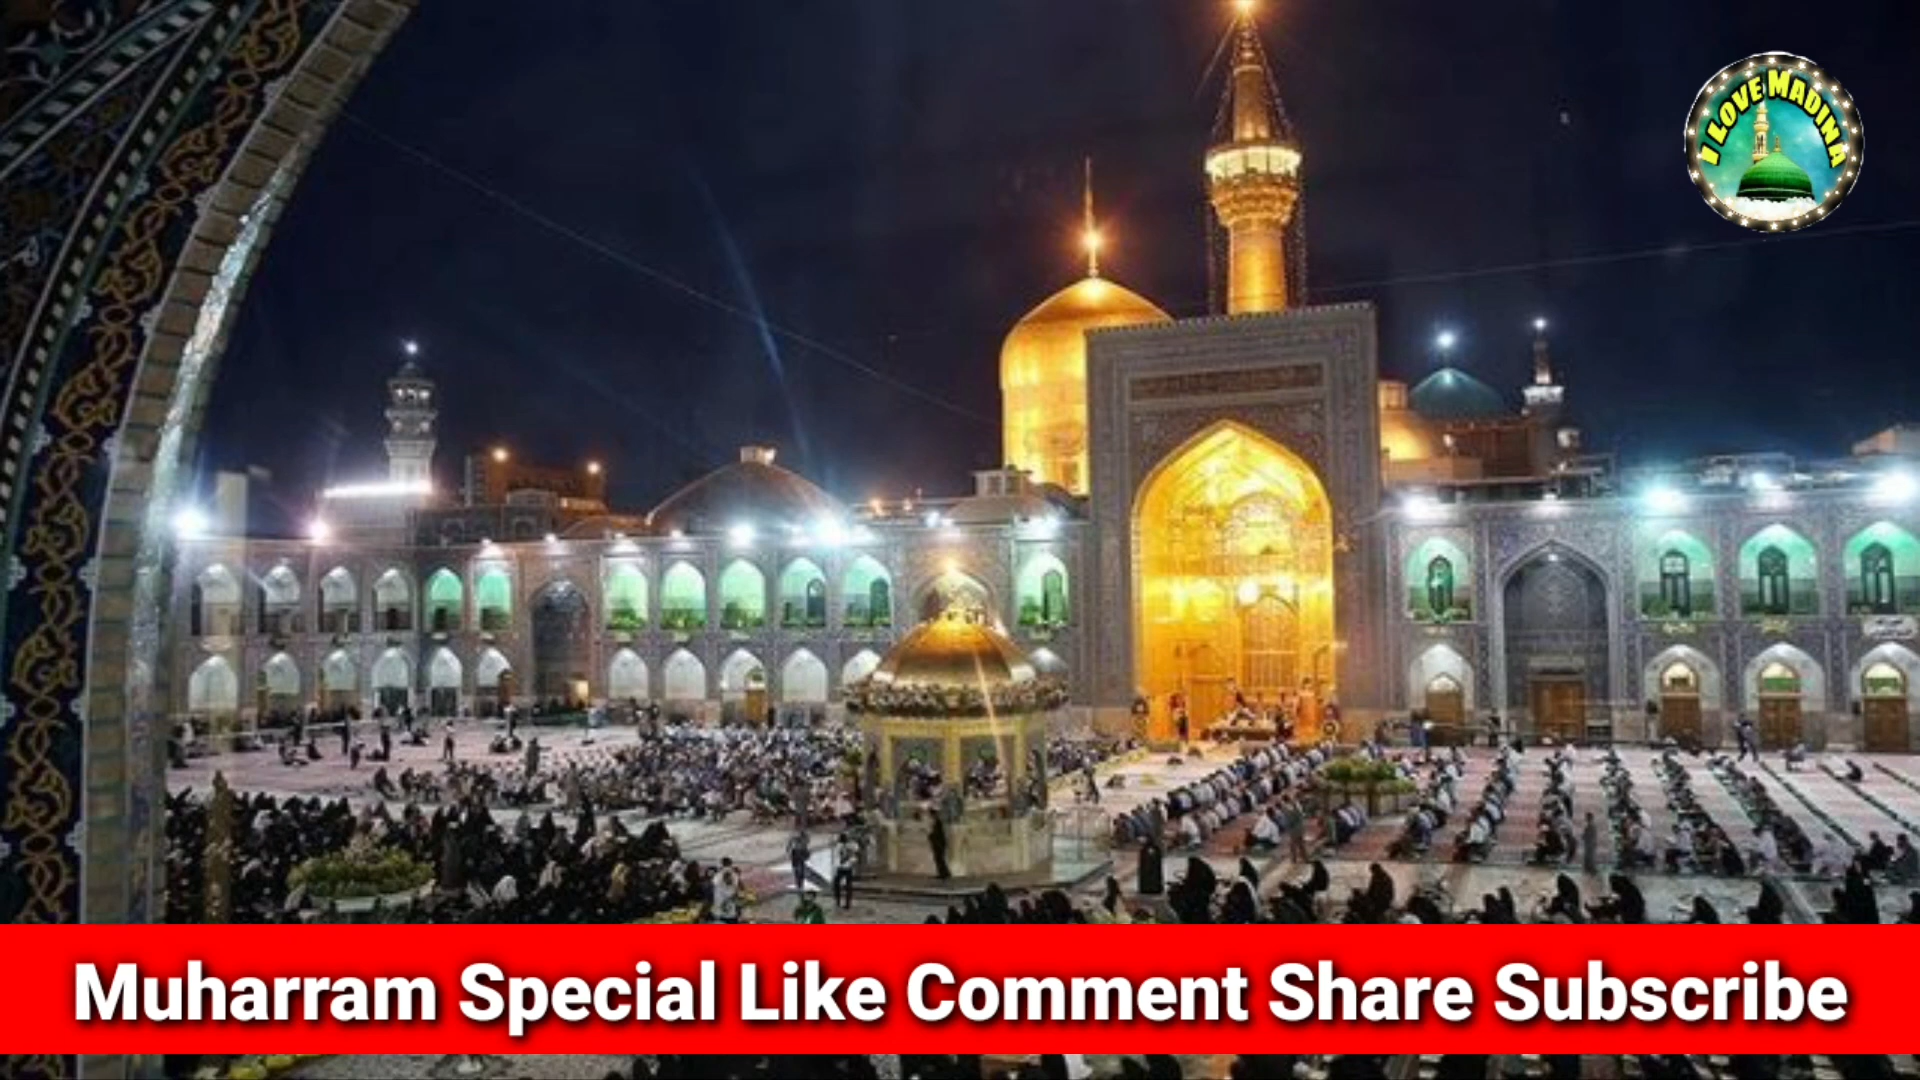 I LOVE MADINA
Muharram Special Like Comment Share Subscribe